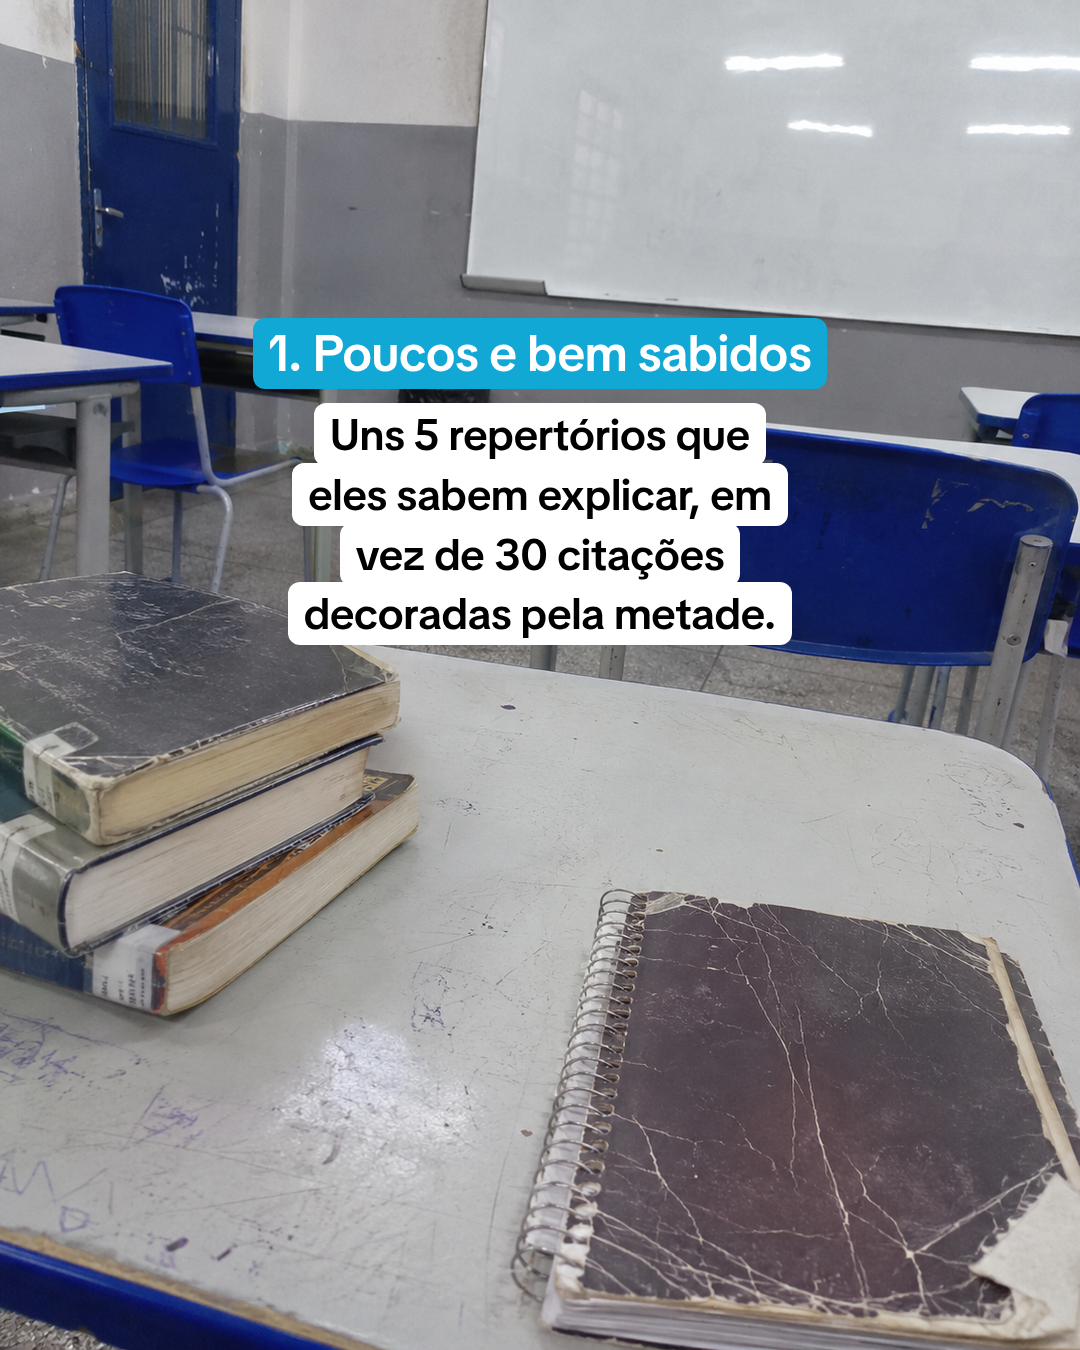 1. Poucos e bem sabidos
Uns 5 repertórios que
eles sabem explicar, em
vez de 30 citações
decoradas pela metade.